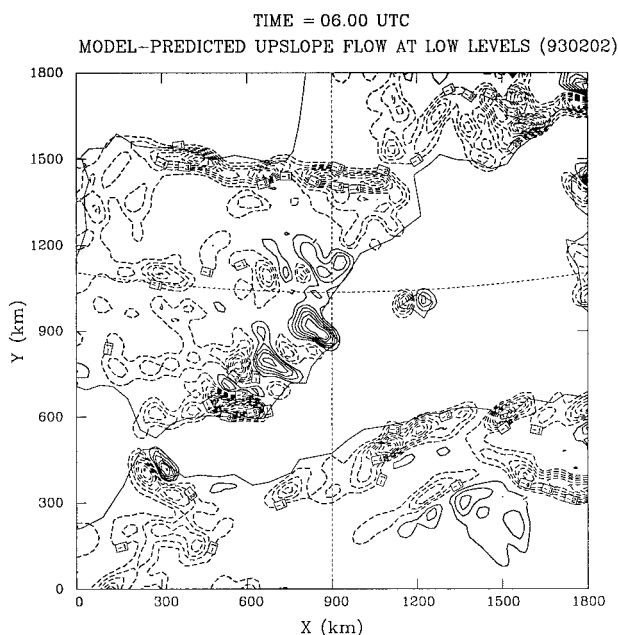 TIME = 06.00 UTC
MODEL-PREDICTED UPSLOPE FLOW AT LOW LEVELS (930202)
1800
1500
1200
900
600
300
0
Y (km)
0 300 600 900 1200 1500 1800
X (km)